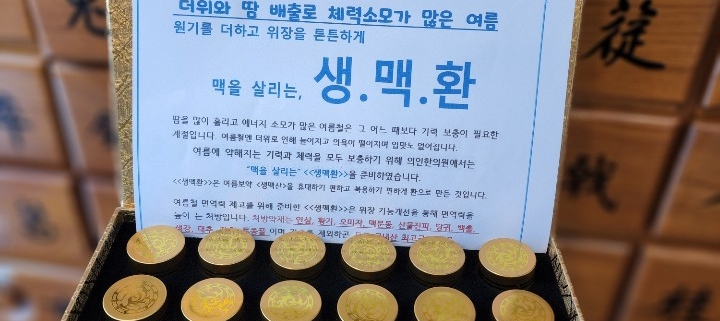 더위와 땀 배출로 체력소모가 많은 여름
원기를 더하고 위장을 튼튼하게
맥을 살리는, 생.맥.환
땀을 많이 흘리고 에너지 소모가 많은 여름철은 그 어느 때보다 기력 보충이 필요한
계절입니다. 여름철엔 더위로 인해 늘어지고 의욕이 떨어지며 입맛도 없어집니다.
여름에 약해지는 기력과 체력을 모두 보충하기 위해 의인한의원에서는
"맥을 살리는" <<생맥환>>을 준비하였습니다.
<<생맥환>>은 여름보약 <생맥산>을 휴대하기 편하고 복용하기 편하게 환으로 만든 것입니다.
여름철 면역력 제고를 위해 준비한 <<생맥환>>은 위장 기능개선을 통해 면역력을
높이는 처방입니다. 처방약재는 인삼, 황기, 오미자, 맥문동, 산물진피, 당귀, 백출,
생강, 대추, 이며 제외하고